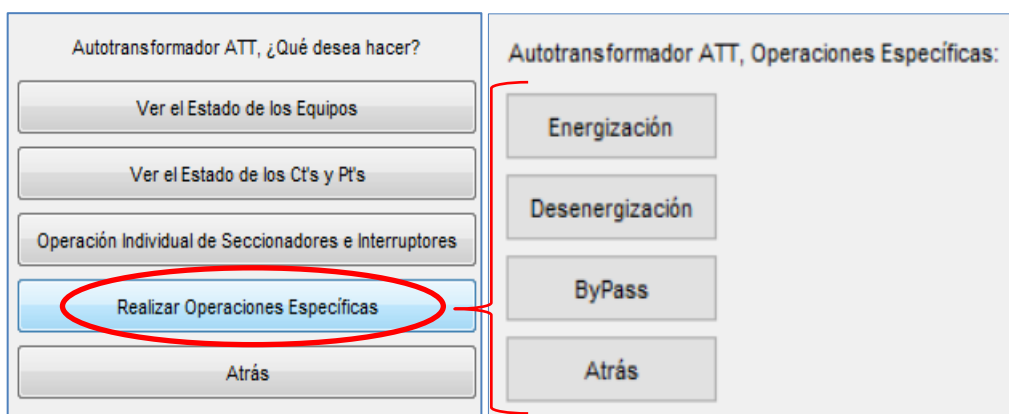 Autotransformador ATT, ¿Qué desea hacer?
Ver el Estado de los Equipos
Ver el Estado de los Ct's y Pt's
Operación Individual de Seccionadores e Interruptores
Realizar Operaciones Específicas
Atrás
Autotransformador ATT, Operaciones Específicas:
Energización
Desenergización
ByPass
Atrás